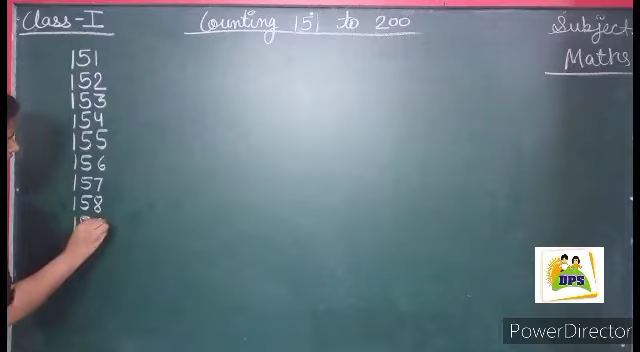 Class-I
Counting 151 to 200
Subject
Maths
151
152
153
154
155
156
157
158
DPS
PowerDirector